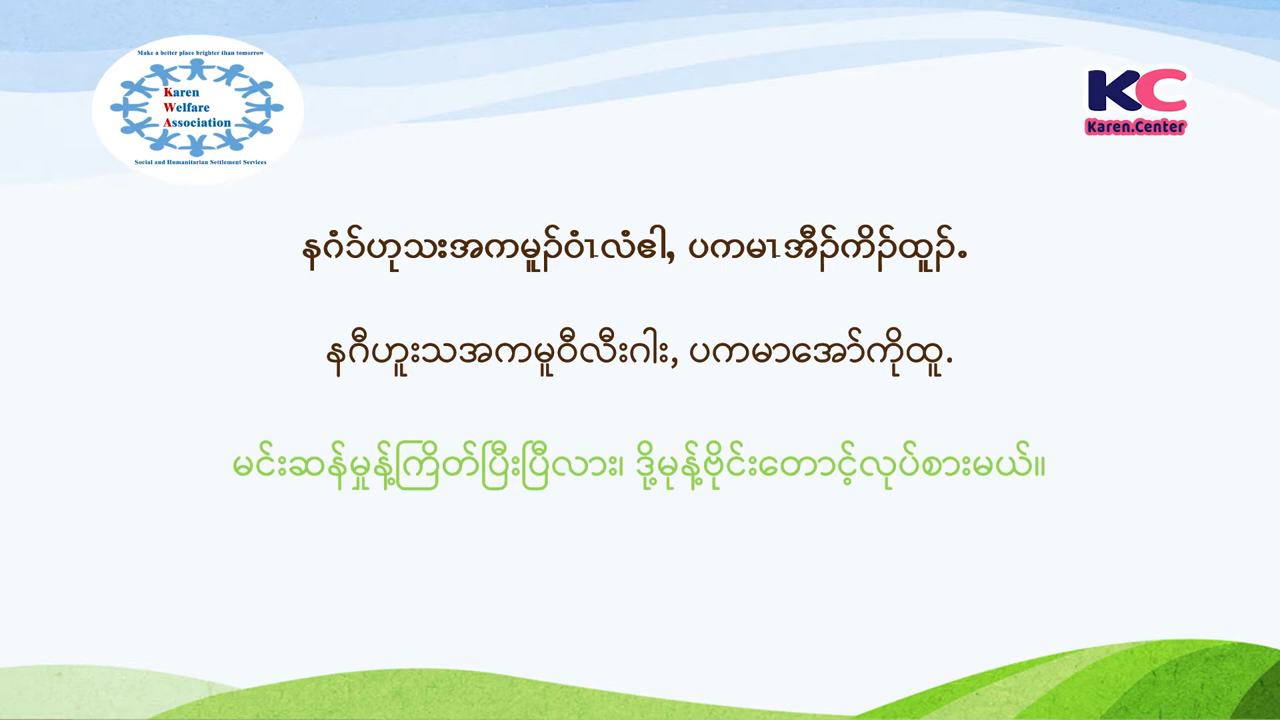 Make a better place brighter than tomorrow
Karen
Welfare
Association
Social and Humanitarian Settlement Services
KC
Karen.Center
နဂံၥ်ဟုသးအကမူၣ်ဝံၤလံဧါ, ပကမၤအီၣ်ကိၣ်ထူၣ်.
နဂီဟူးသအကမူဝီလီးဂါး, ပကမာအော်ကိုထူ.
မင်းဆန်မှုန့်ကြိတ်ပြီးပြီလား၊ ဒို့မုန့်ဗိုင်းတောင့်လုပ်စားမယ်။